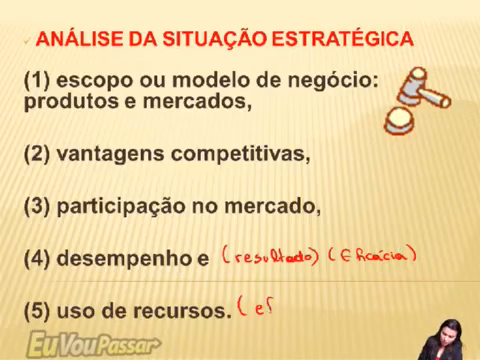 ANÁLISE DA SITUAÇÃO ESTRATÉGICA
(1) escopo ou modelo de negócio:
produtos e mercados,
(2) vantagens competitivas,
(3) participação no mercado,
(4) desempenho e (resultado) (Eficácia)
(5) uso de recursos. (ef
EuVouPassar